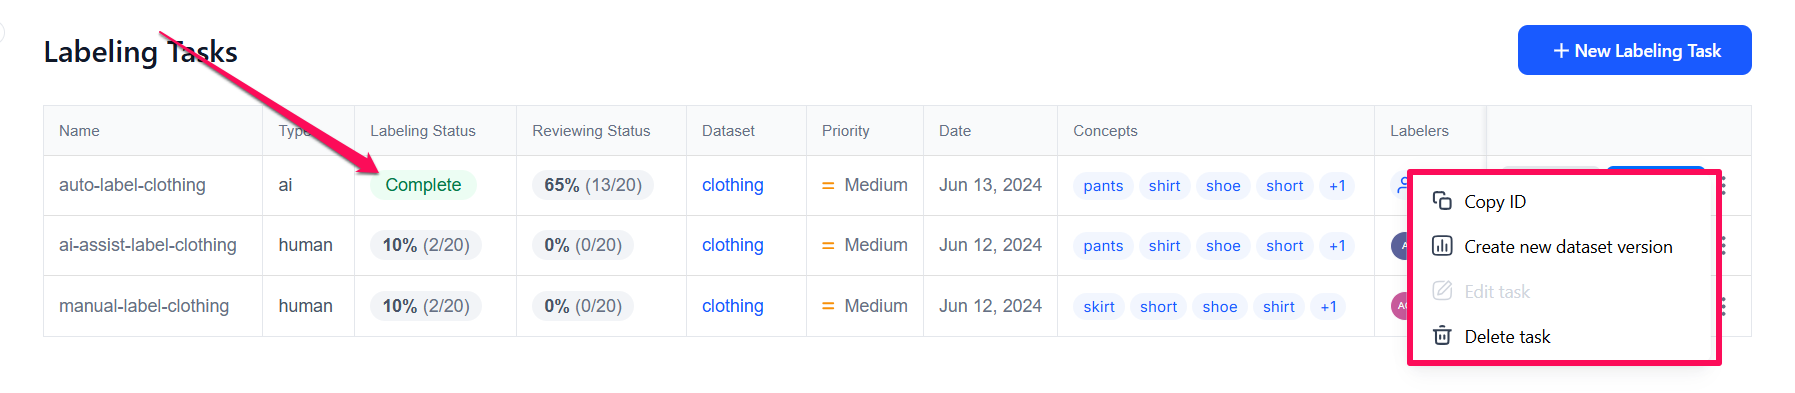 Labeling Tasks
+ New Labeling Task
Name Type Labeling Status Reviewing Status Dataset Priority Date Concepts Labelers
auto-label-clothing ai Complete 65% (13/20) clothing = Medium Jun 13, 2024 pants shirt shoe short +1
ai-assist-label-clothing human 10% (2/20) 0% (0/20) clothing = Medium Jun 12, 2024 pants shirt shoe short +1
manual-label-clothing human 10% (2/20) 0% (0/20) clothing = Medium Jun 12, 2024 skirt short shoe shirt +1
Copy ID
Create new dataset version
Edit task
Delete task